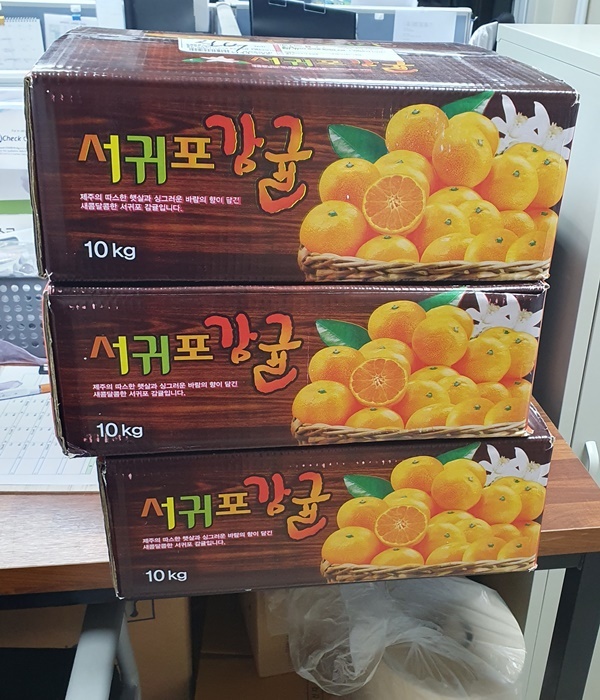 서귀포감귤
서귀포감귤
제주의 따스한 햇살과 싱그러운 바람의 향이 담긴
새콤달콤한 서귀포 감귤입니다.
10kg
서귀포감귤
제주의 따스한 햇살과 싱그러운 바람의 향이 담긴
새콤달콤한 서귀포 감귤입니다.
10kg
서귀포감귤
제주의 따스한 햇살과 싱그러운 바람의 향이 담긴
새콤달콤한 서귀포 감귤입니다.
10kg